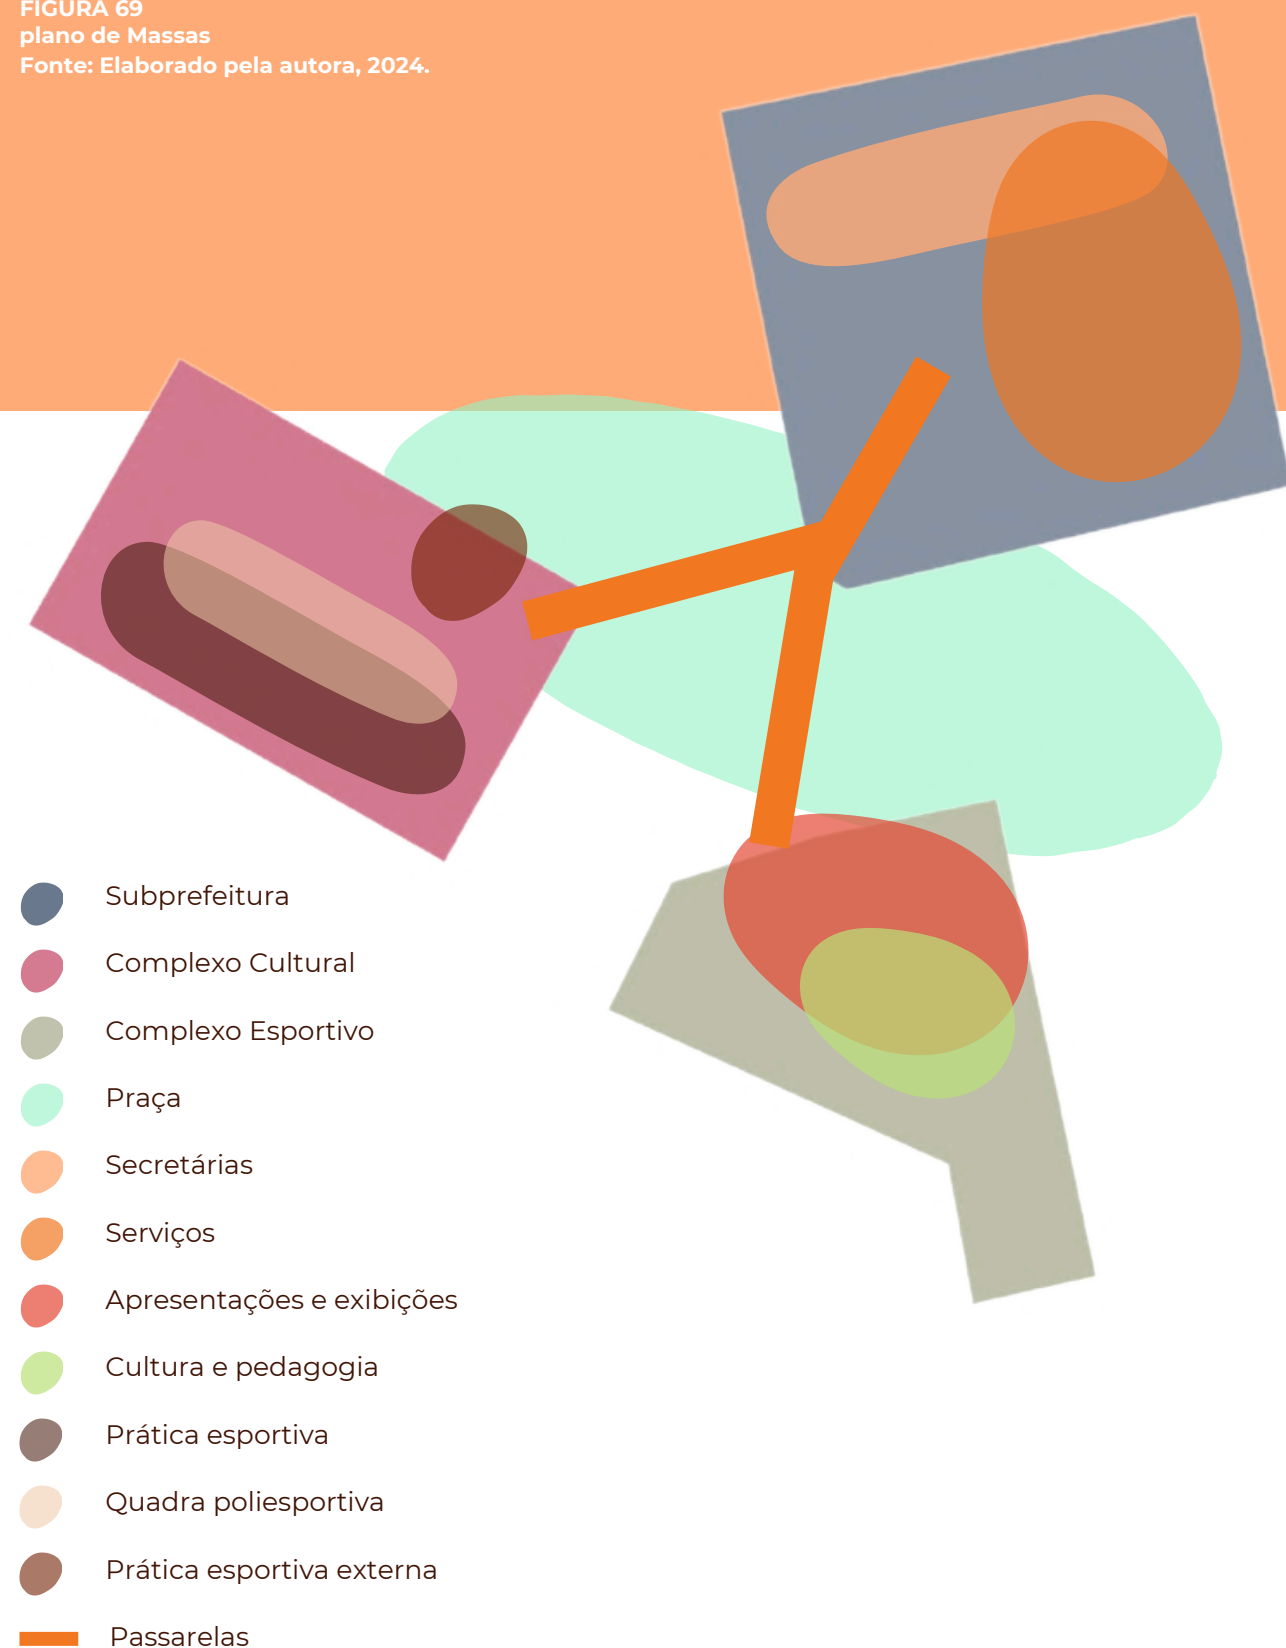 FIGURA 69
plano de Massas
Fonte: Elaborado pela autora, 2024.
Subprefeitura
Complexo Cultural
Complexo Esportivo
Praça
Secretárias
Serviços
Apresentações e exibições
Cultura e pedagogia
Prática esportiva
Quadra poliesportiva
Prática esportiva externa
Passarelas